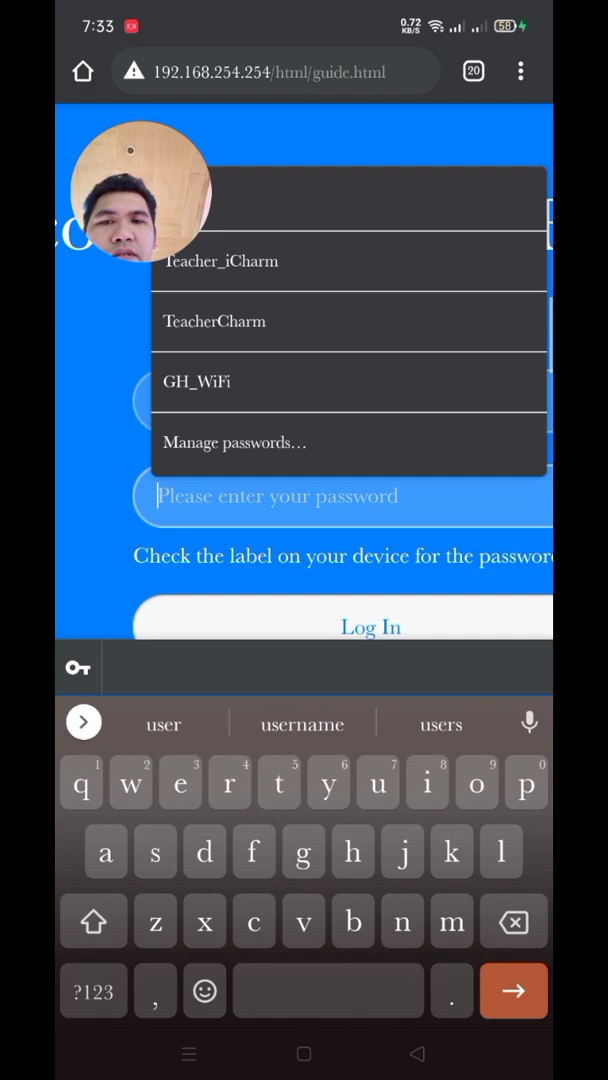 7:33
0.72 KB/S 58
192.168.254.254/html/guide.html 20
Teacher_iCharm
TeacherCharm
GH_WiFi
Manage passwords...
Please enter your password
Check the label on your device for the passwor
Log In
user username users
1 2 3 4 5 6 7 8 9 0
q w e r t y u i o p
a s d f g h j k l
z x c v b n m
?123 , .